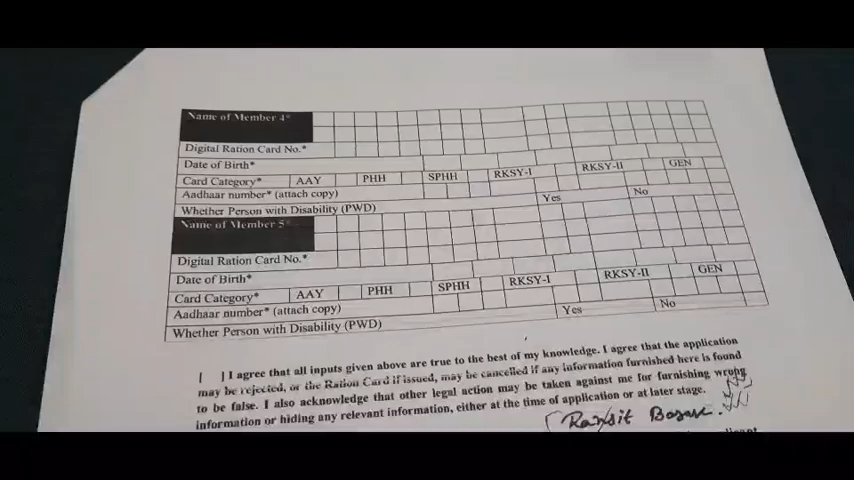 Name of Member 4*
Digital Ration Card No.*
Date of Birth*
Card Category* AAY PHH SPHH RKSY-I RKSY-II GEN
Aadhaar number* (attach copy)
Whether Person with Disability (PWD) Yes No
Name of Member 5*
Digital Ration Card No.*
Date of Birth*
Card Category* AAY PHH SPHH RKSY-I RKSY-II GEN
Aadhaar number* (attach copy)
Whether Person with Disability (PWD) Yes No
[ ] I agree that all inputs given above are true to the best of my knowledge. I agree that the application
may be rejected, or the Ration Card if issued, may be cancelled if any information furnished here is found
to be false. I also acknowledge that other legal action may be taken against me for furnishing wrong
information or hiding any relevant information, either at the time of application or at later stage.
Ranjit Basak